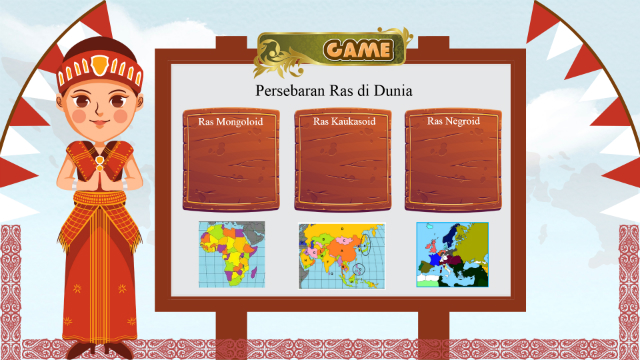 GAME
Persebaran Ras di Dunia
Ras Mongoloid
Ras Kaukasoid
Ras Negroid